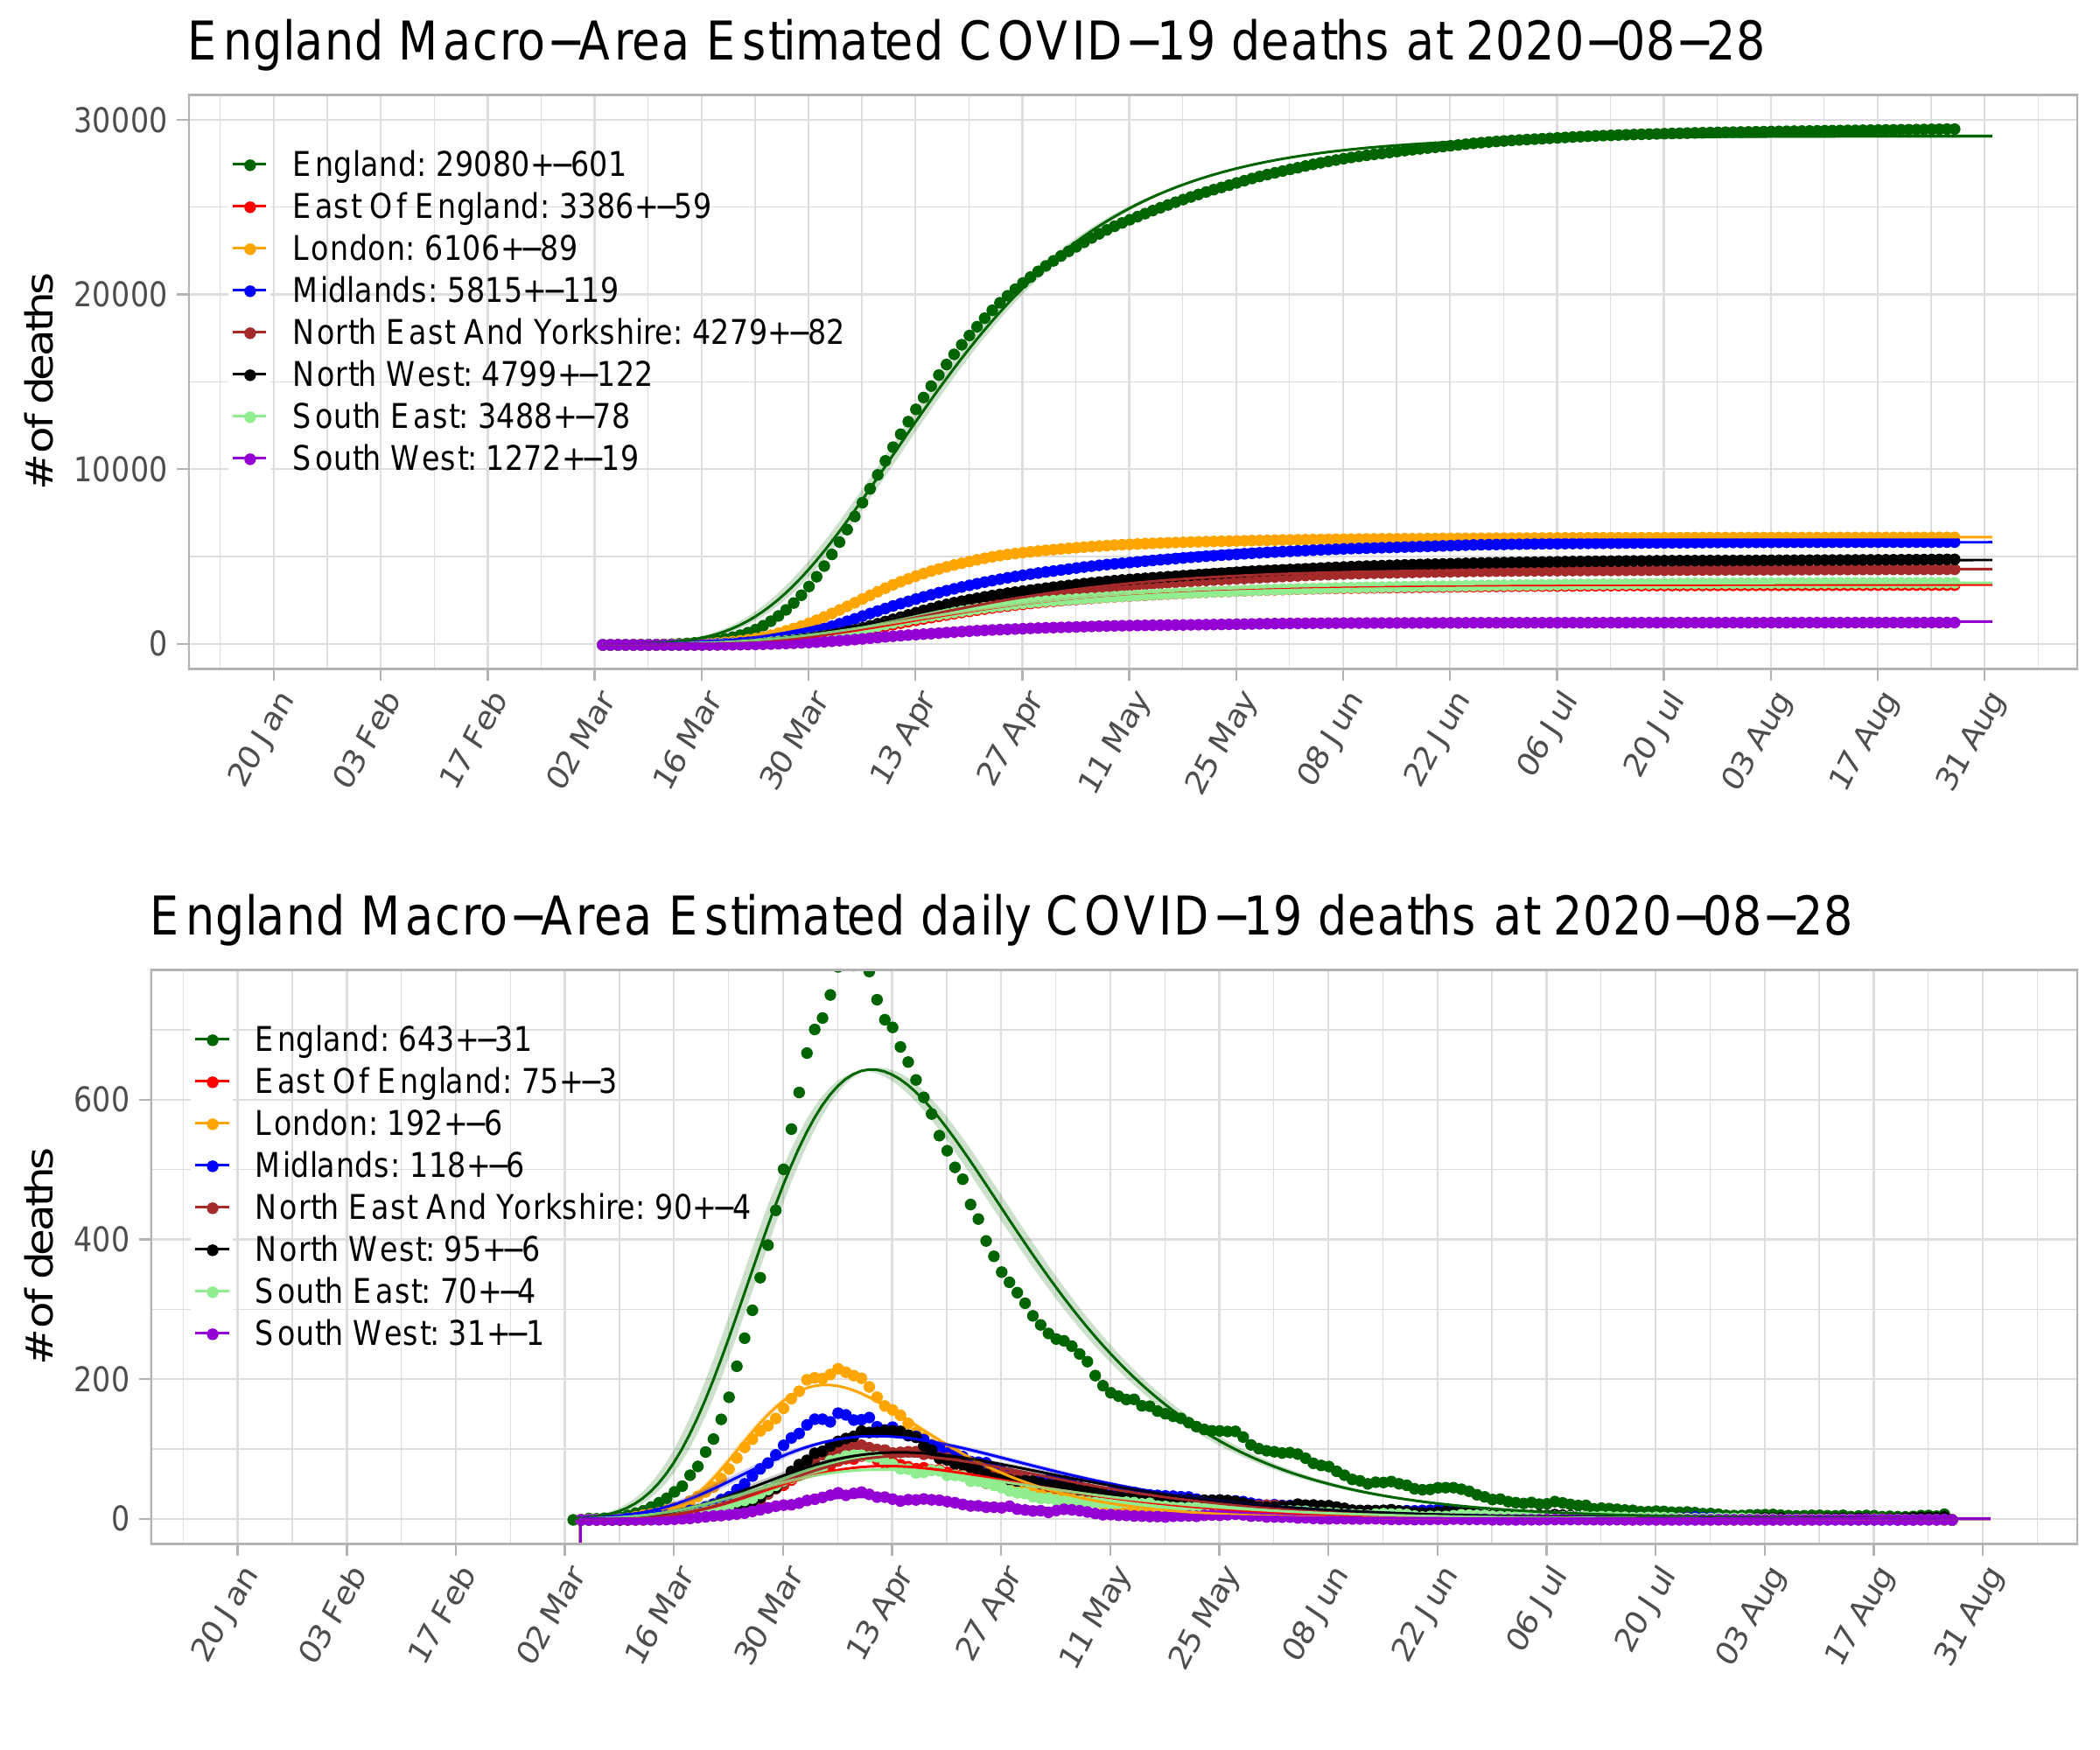 England Macro−Area Estimated COVID−19 deaths at 2020−08−28
30000
20000
10000
0
# of deaths
England: 29080+−601
East Of England: 3386+−59
London: 6106+−89
Midlands: 5815+−119
North East And Yorkshire: 4279+−82
North West: 4799+−122
South East: 3488+−78
South West: 1272+−19
20 Jan
03 Feb
17 Feb
02 Mar
16 Mar
30 Mar
13 Apr
27 Apr
11 May
25 May
08 Jun
22 Jun
06 Jul
20 Jul
03 Aug
17 Aug
31 Aug
England Macro−Area Estimated daily COVID−19 deaths at 2020−08−28
600
400
200
0
# of deaths
England: 643+−31
East Of England: 75+−3
London: 192+−6
Midlands: 118+−6
North East And Yorkshire: 90+−4
North West: 95+−6
South East: 70+−4
South West: 31+−1
20 Jan
03 Feb
17 Feb
02 Mar
16 Mar
30 Mar
13 Apr
27 Apr
11 May
25 May
08 Jun
22 Jun
06 Jul
20 Jul
03 Aug
17 Aug
31 Aug